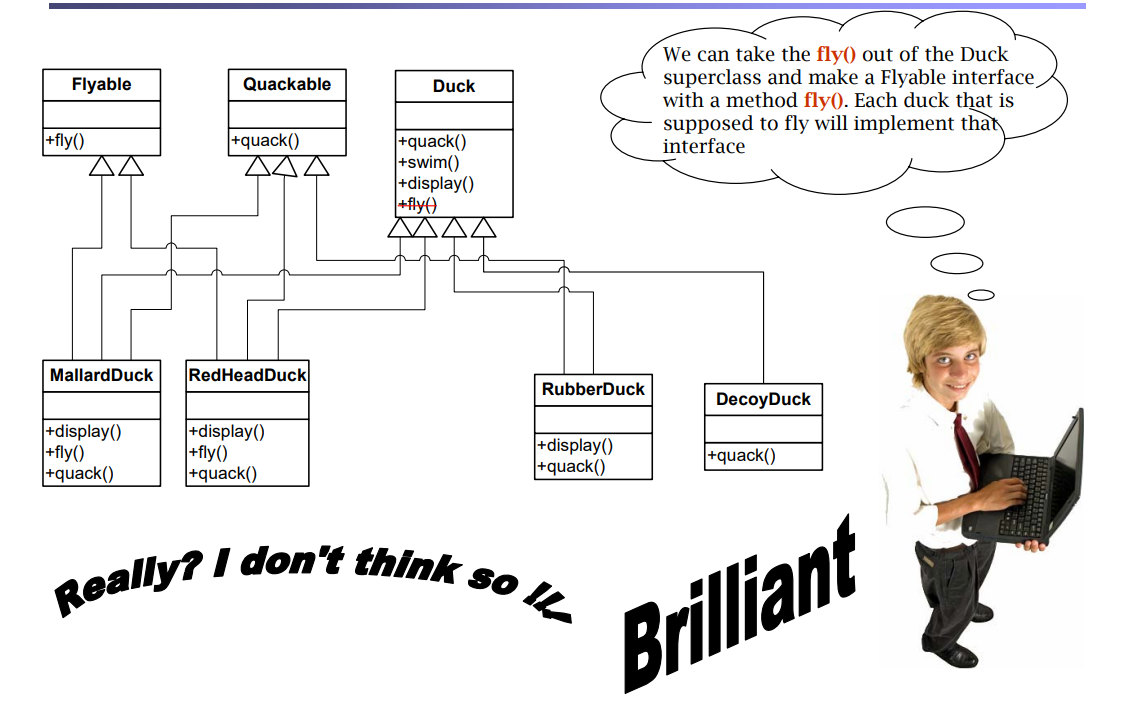 We can take the fly() out of the Duck
superclass and make a Flyable interface
with a method fly(). Each duck that is
supposed to fly will implement that
interface
Flyable
+fly()
Quackable
+quack()
Duck
+quack()
+swim()
+display()
+fly()
MallardDuck
+display()
+fly()
+quack()
RedHeadDuck
+display()
+fly()
+quack()
RubberDuck
+display()
+quack()
DecoyDuck
+quack()
Really? I don't think so !!
Brilliant